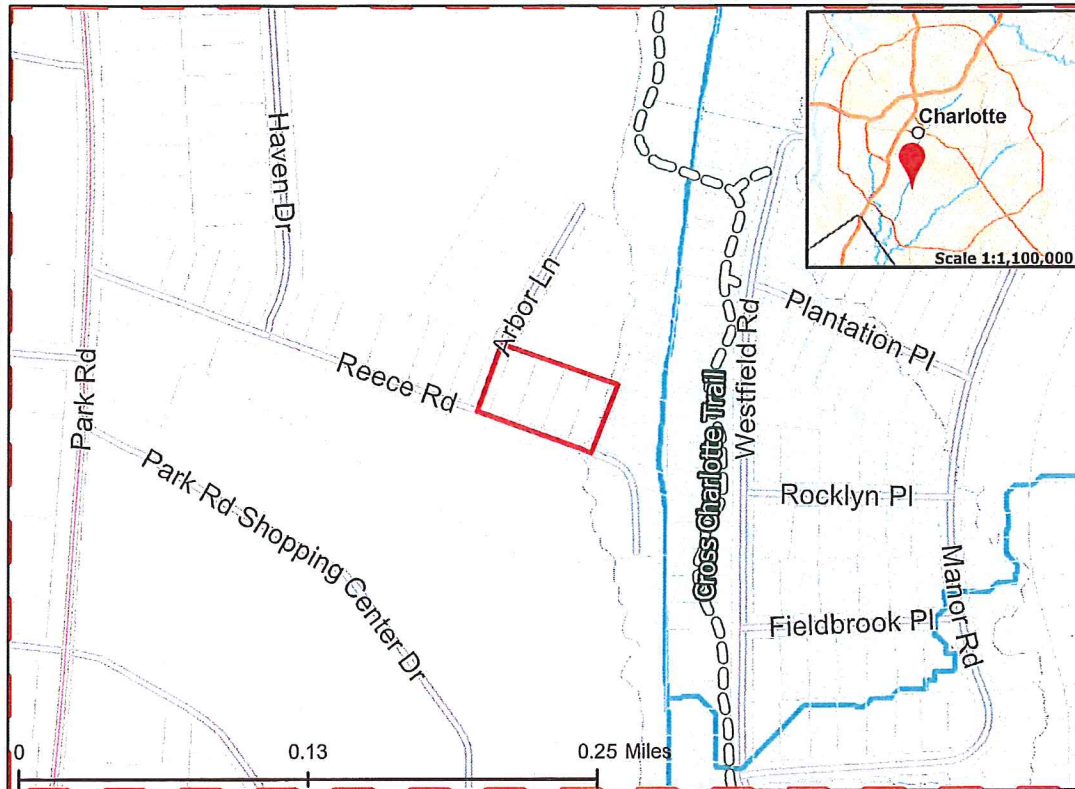 Charlotte
Scale 1:1,100,000
Haven Dr
Arbor Ln
Plantation Pl
Park Rd
Reece Rd
Westfield Rd
Cross Charlotte Trail
Park Rd Shopping Center Dr
Rocklyn Pl
Manor Rd
Fieldbrook Pl
0 0.13 0.25 Miles